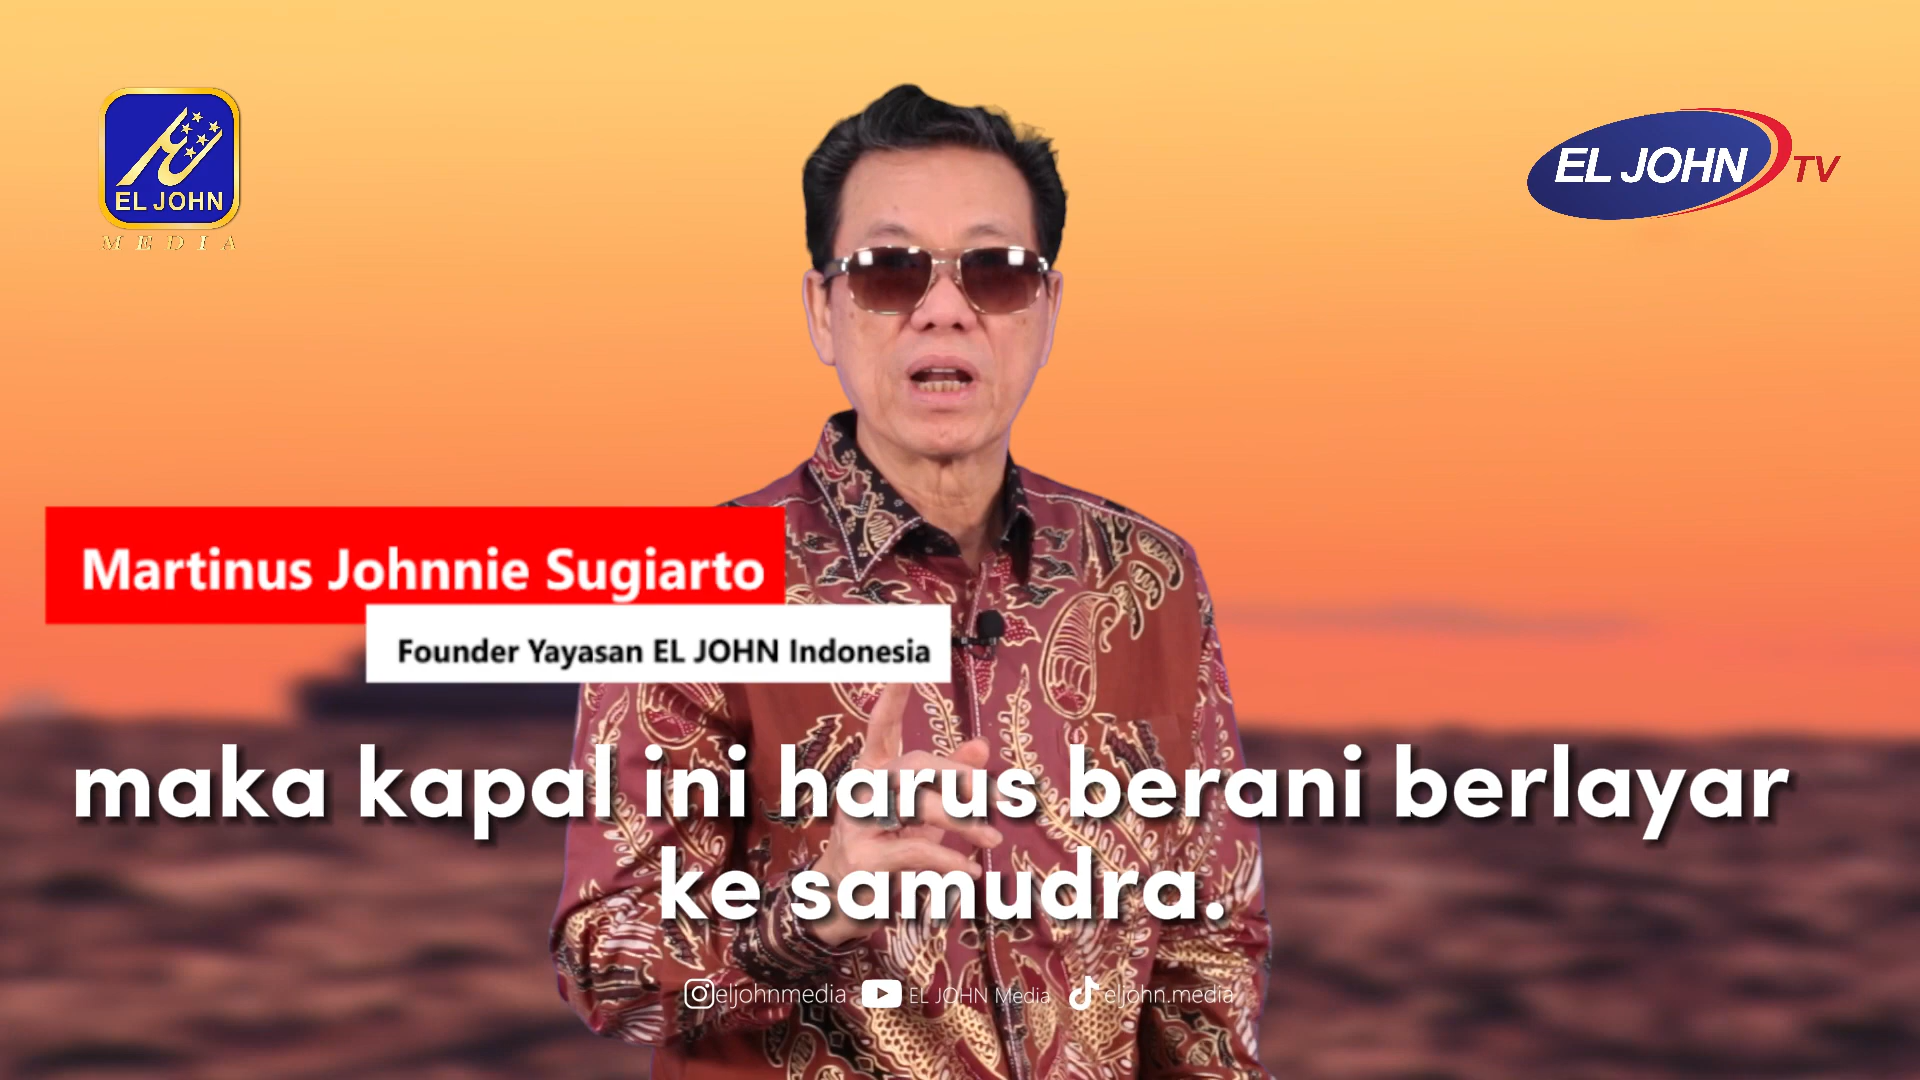 EL JOHN
MEDIA
EL JOHN TV
Martinus Johnnie Sugiarto
Founder Yayasan EL JOHN Indonesia
maka kapal ini harus berani berlayar
ke samudra.
eljohnmedia EL JOHN Media eljohn.media